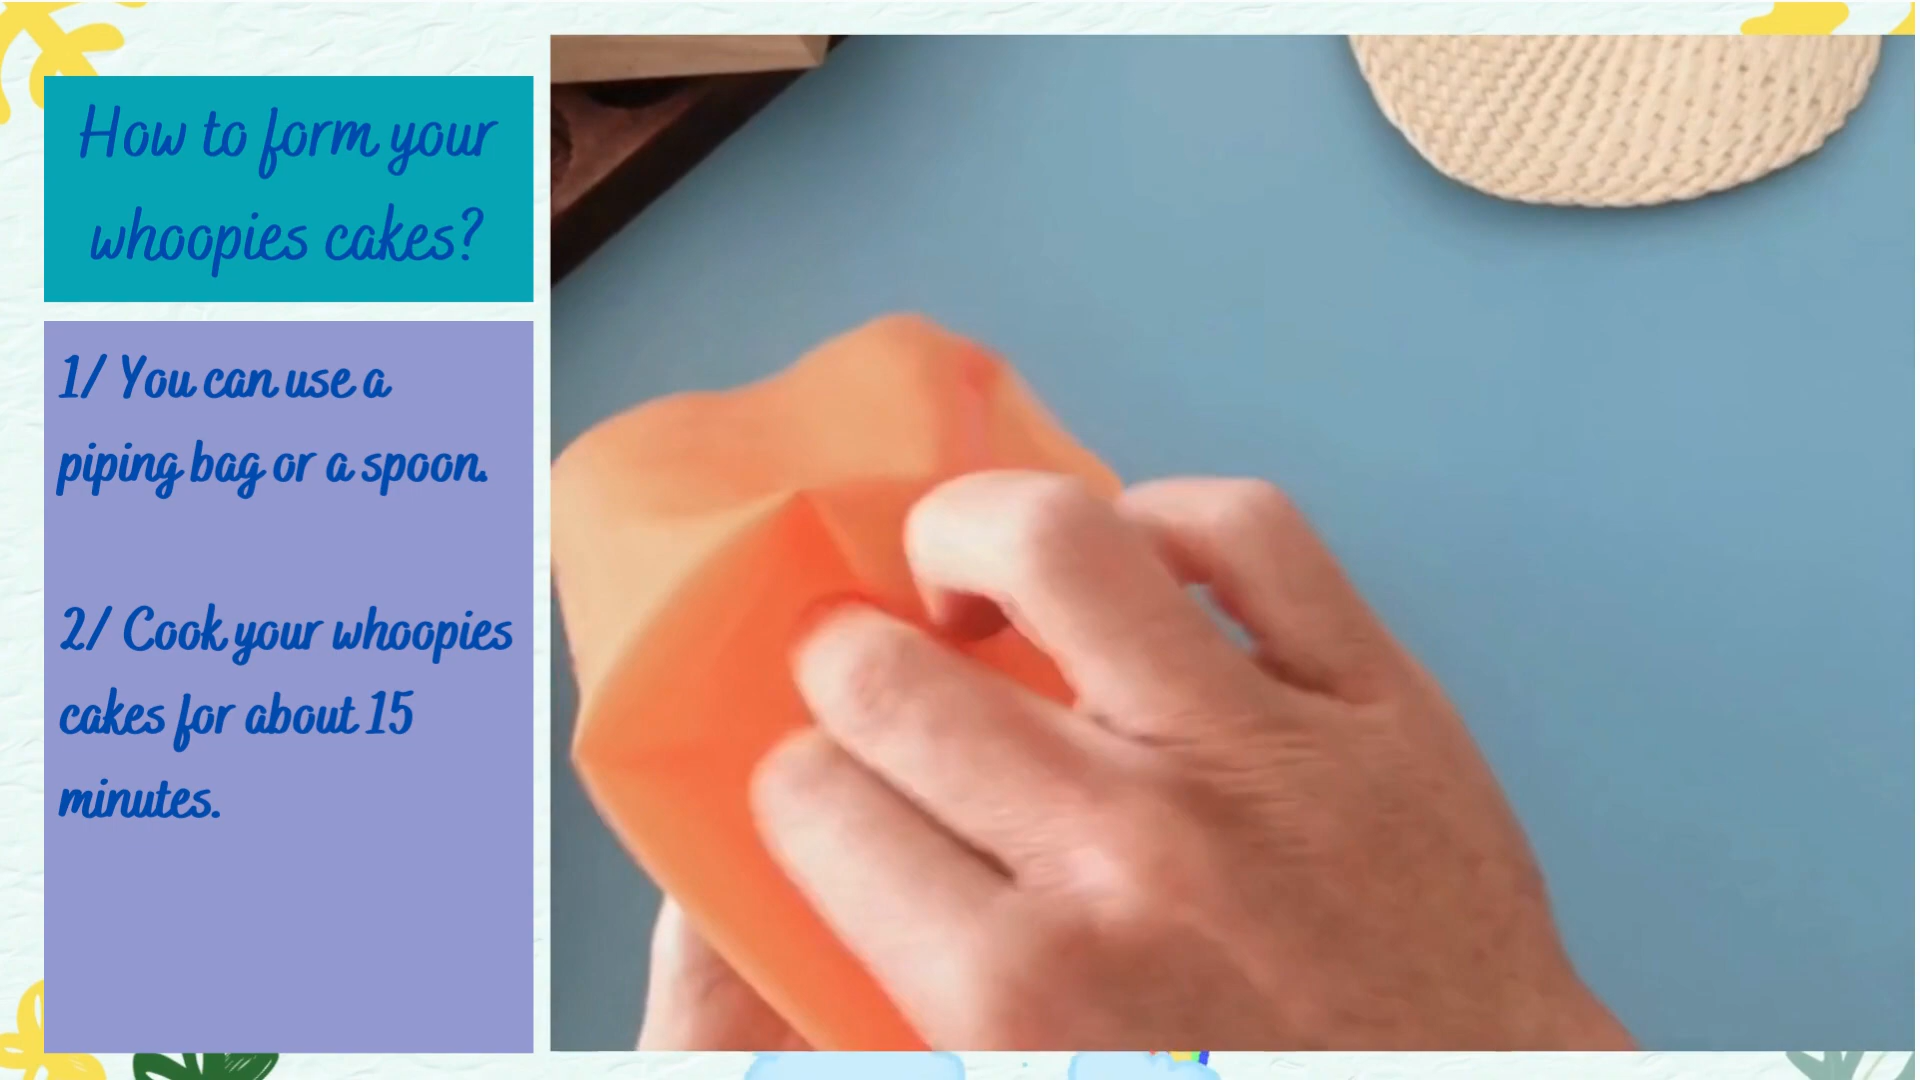 How to form your
whoopies cakes?
1/ You can use a
piping bag or a spoon.
2/ Cook your whoopies
cakes for about 15
minutes.